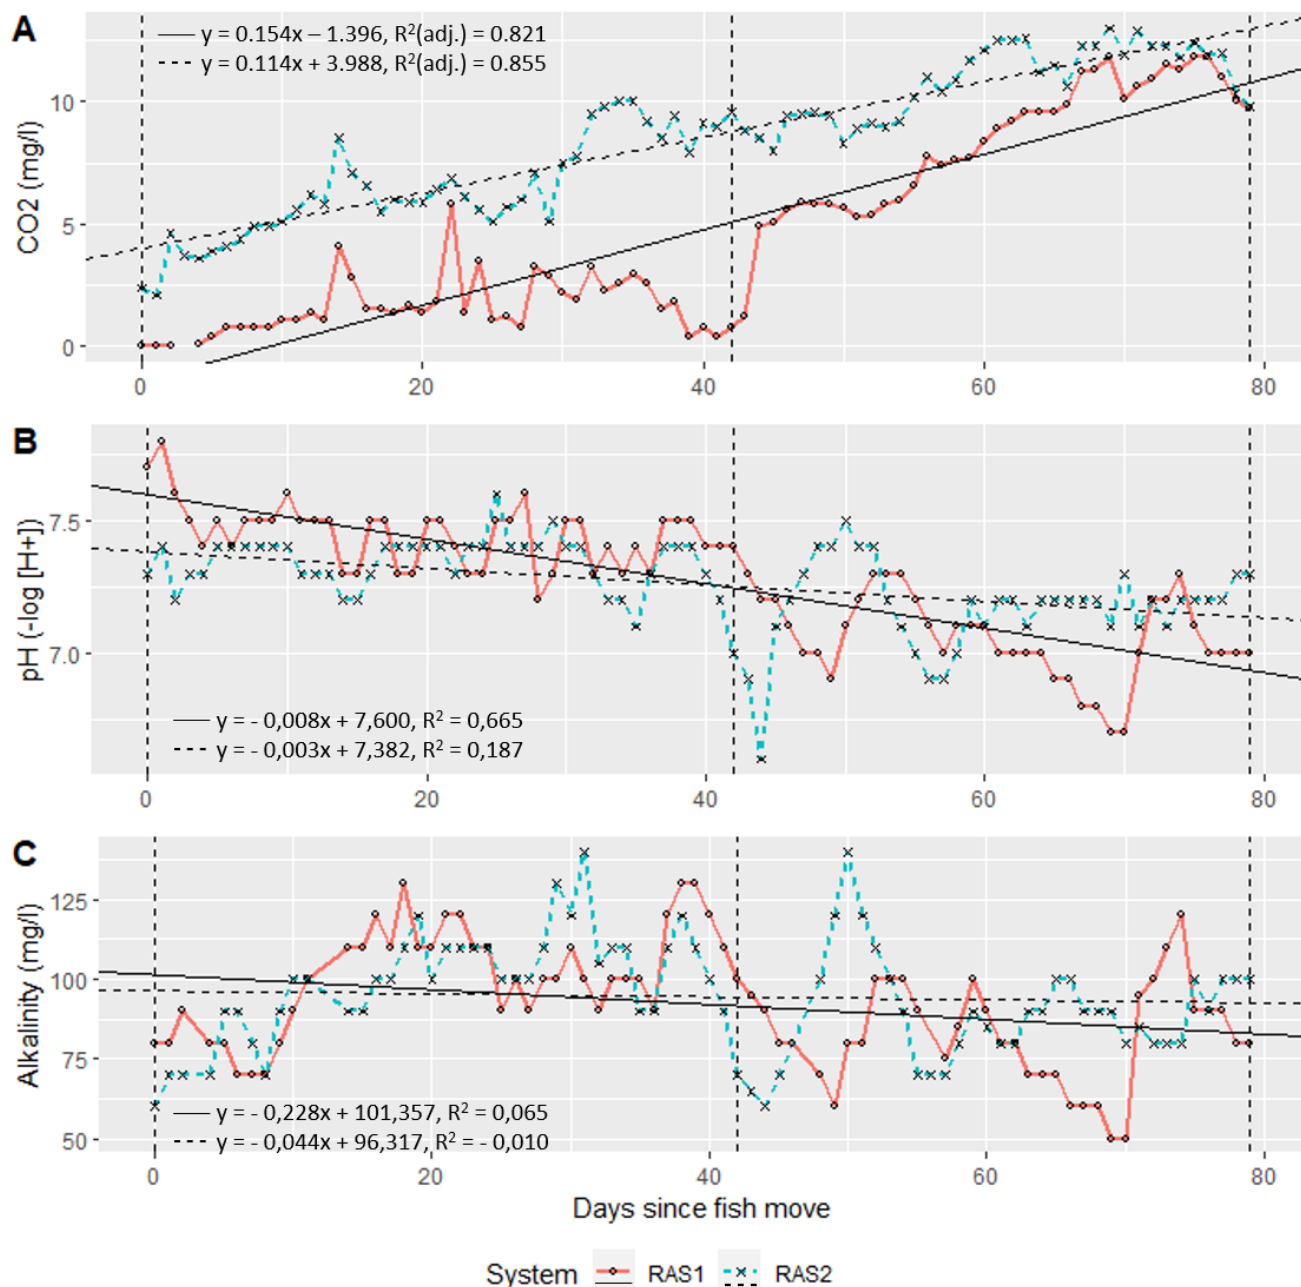 A
y = 0.154x – 1.396, R²(adj.) = 0.821
y = 0.114x + 3.988, R²(adj.) = 0.855
CO2 (mg/l)
10
5
0
0 20 40 60 80
B
pH (-log [H+])
7.5
7.0
y = - 0,008x + 7,600, R² = 0,665
y = - 0,003x + 7,382, R² = 0,187
0 20 40 60 80
C
Alkalinity (mg/l)
125
100
75
50
y = - 0,228x + 101,357, R² = 0,065
y = - 0,044x + 96,317, R² = - 0,010
0 20 40 60 80
Days since fish move
System RAS1 RAS2